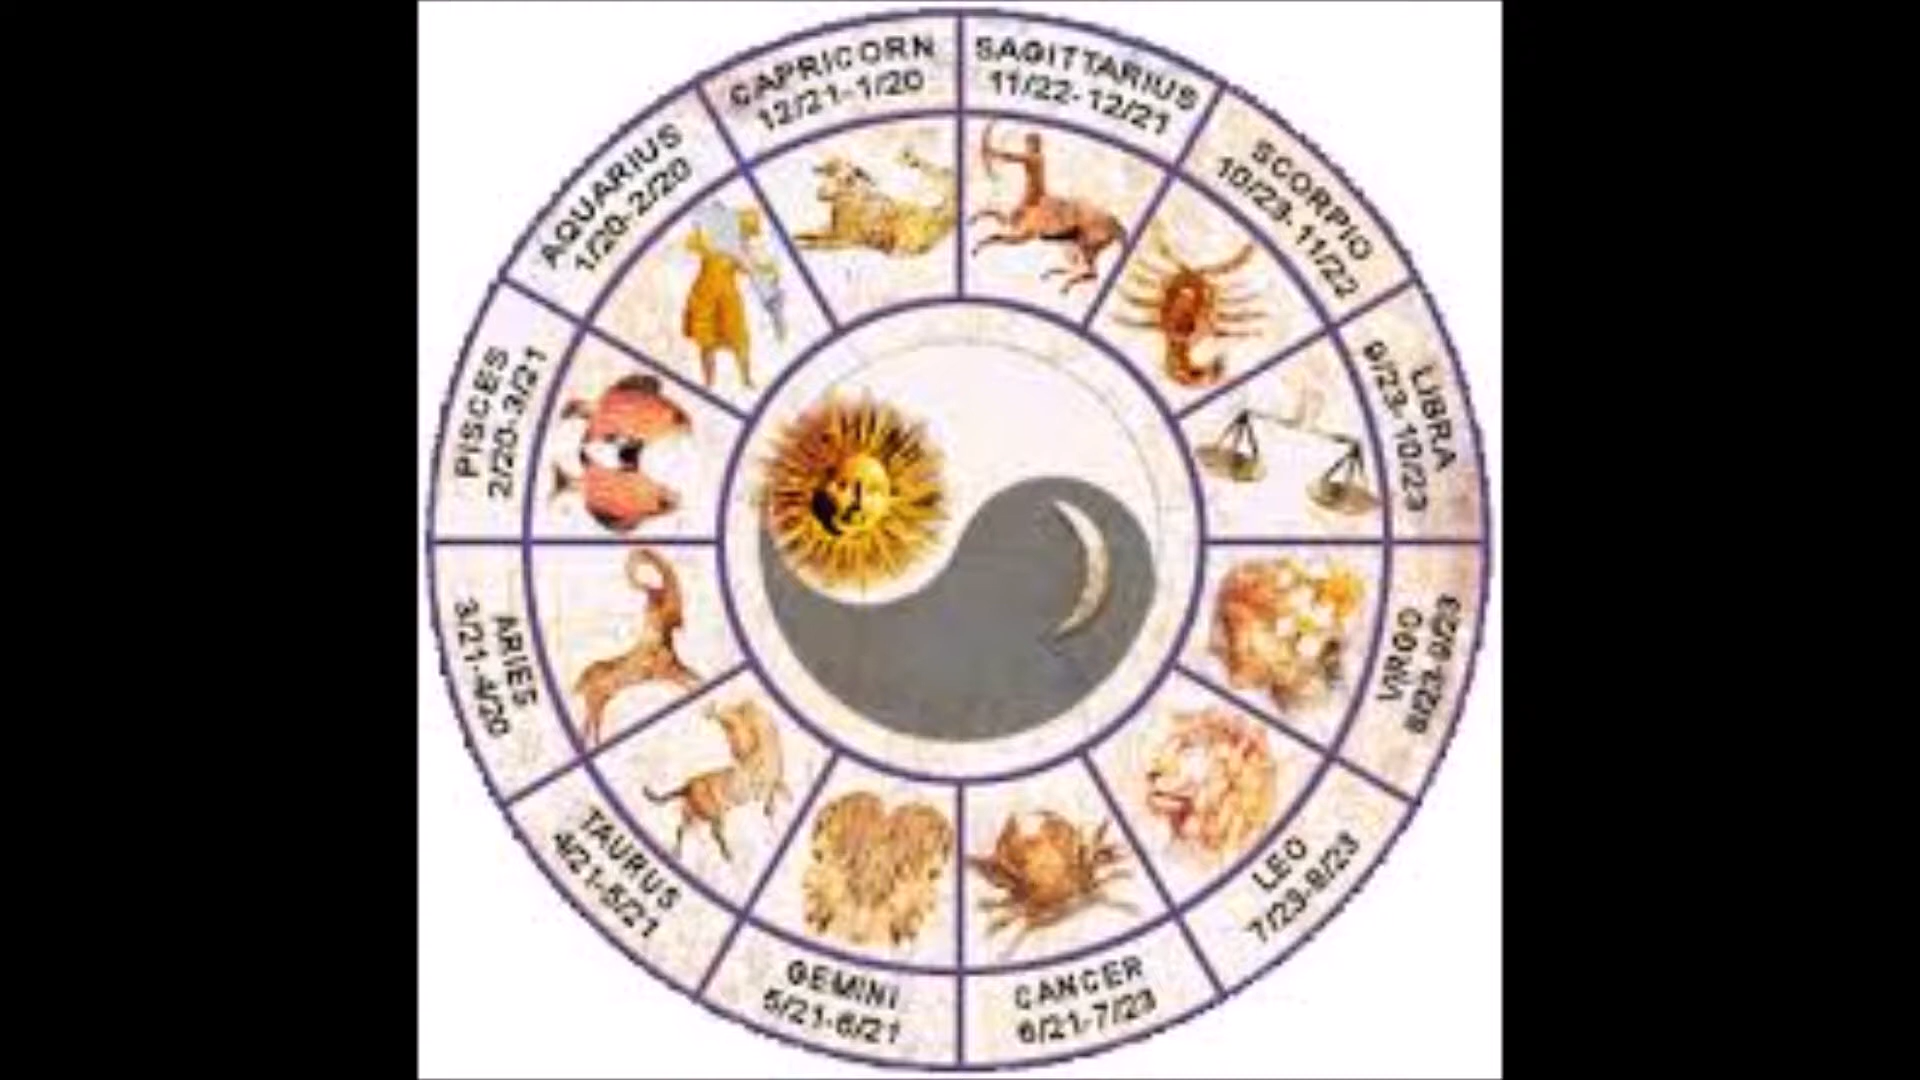 CAPRICORN
12/21-1/20
SAGITTARIUS
11/22-12/21
SCORPIO
10/23-11/22
LIBRA
9/23-10/23
VIRGO
8/23-9/23
LEO
7/23-8/23
CANCER
6/21-7/23
GEMINI
5/21-6/21
TAURUS
4/21-5/21
ARIES
3/21-4/20
PISCES
2/20-3/21
AQUARIUS
1/20-2/20